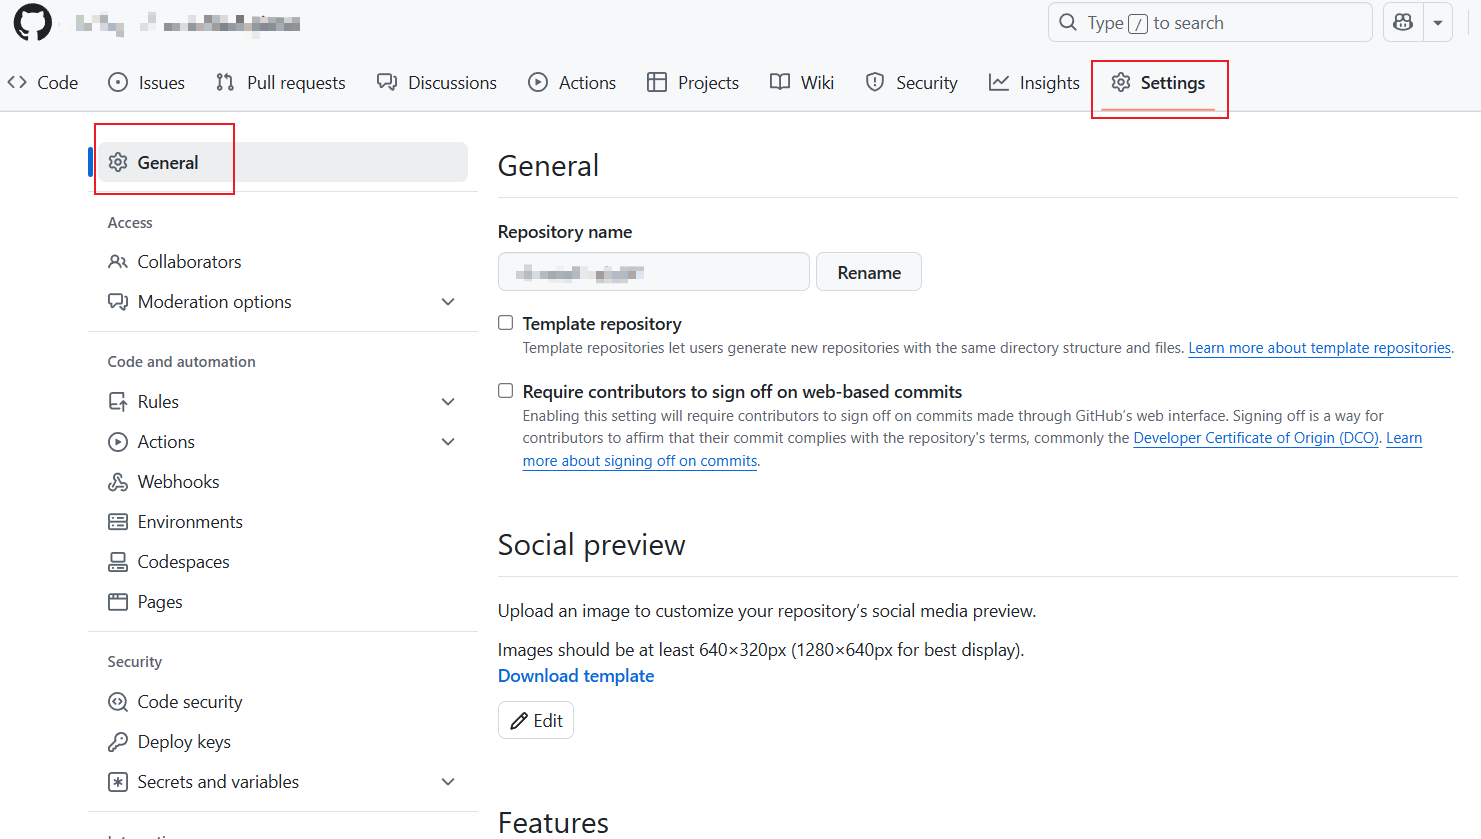 Type / to search
Code
Issues
Pull requests
Discussions
Actions
Projects
Wiki
Security
Insights
Settings
General
Access
Collaborators
Moderation options
Code and automation
Rules
Actions
Webhooks
Environments
Codespaces
Pages
Security
Code security
Deploy keys
Secrets and variables
General
Repository name
Rename
Template repository
Template repositories let users generate new repositories with the same directory structure and files. Learn more about template repositories.
Require contributors to sign off on web-based commits
Enabling this setting will require contributors to sign off on commits made through GitHub’s web interface. Signing off is a way for
contributors to affirm that their commit complies with the repository's terms, commonly the Developer Certificate of Origin (DCO). Learn
more about signing off on commits.
Social preview
Upload an image to customize your repository’s social media preview.
Images should be at least 640×320px (1280×640px for best display).
Download template
Edit
Features